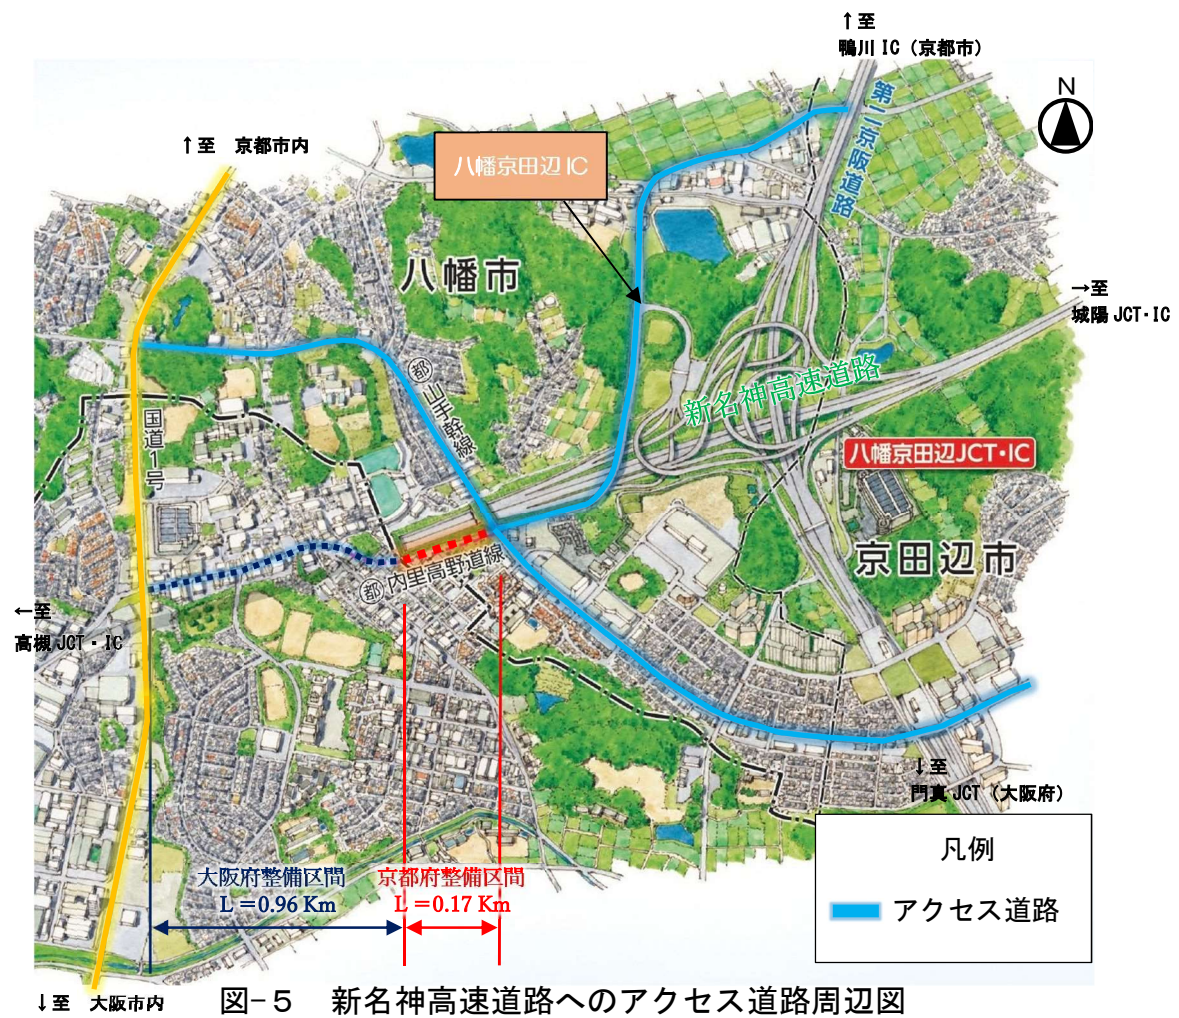 ↑至
鴨川 IC（京都市）
N
第二京阪道路
↑至　京都市内
八幡京田辺 IC
八幡市
→至
城陽 JCT・IC
新名神高速道路
都 山手幹線
国道1号
八幡京田辺JCT・IC
京田辺市
都 内里高野道線
←至
高槻 JCT・IC
↓至
門真 JCT（大阪府）
凡例
アクセス道路
大阪府整備区間
L＝0.96 Km
京都府整備区間
L＝0.17 Km
↓至　大阪市内
図-５　新名神高速道路へのアクセス道路周辺図